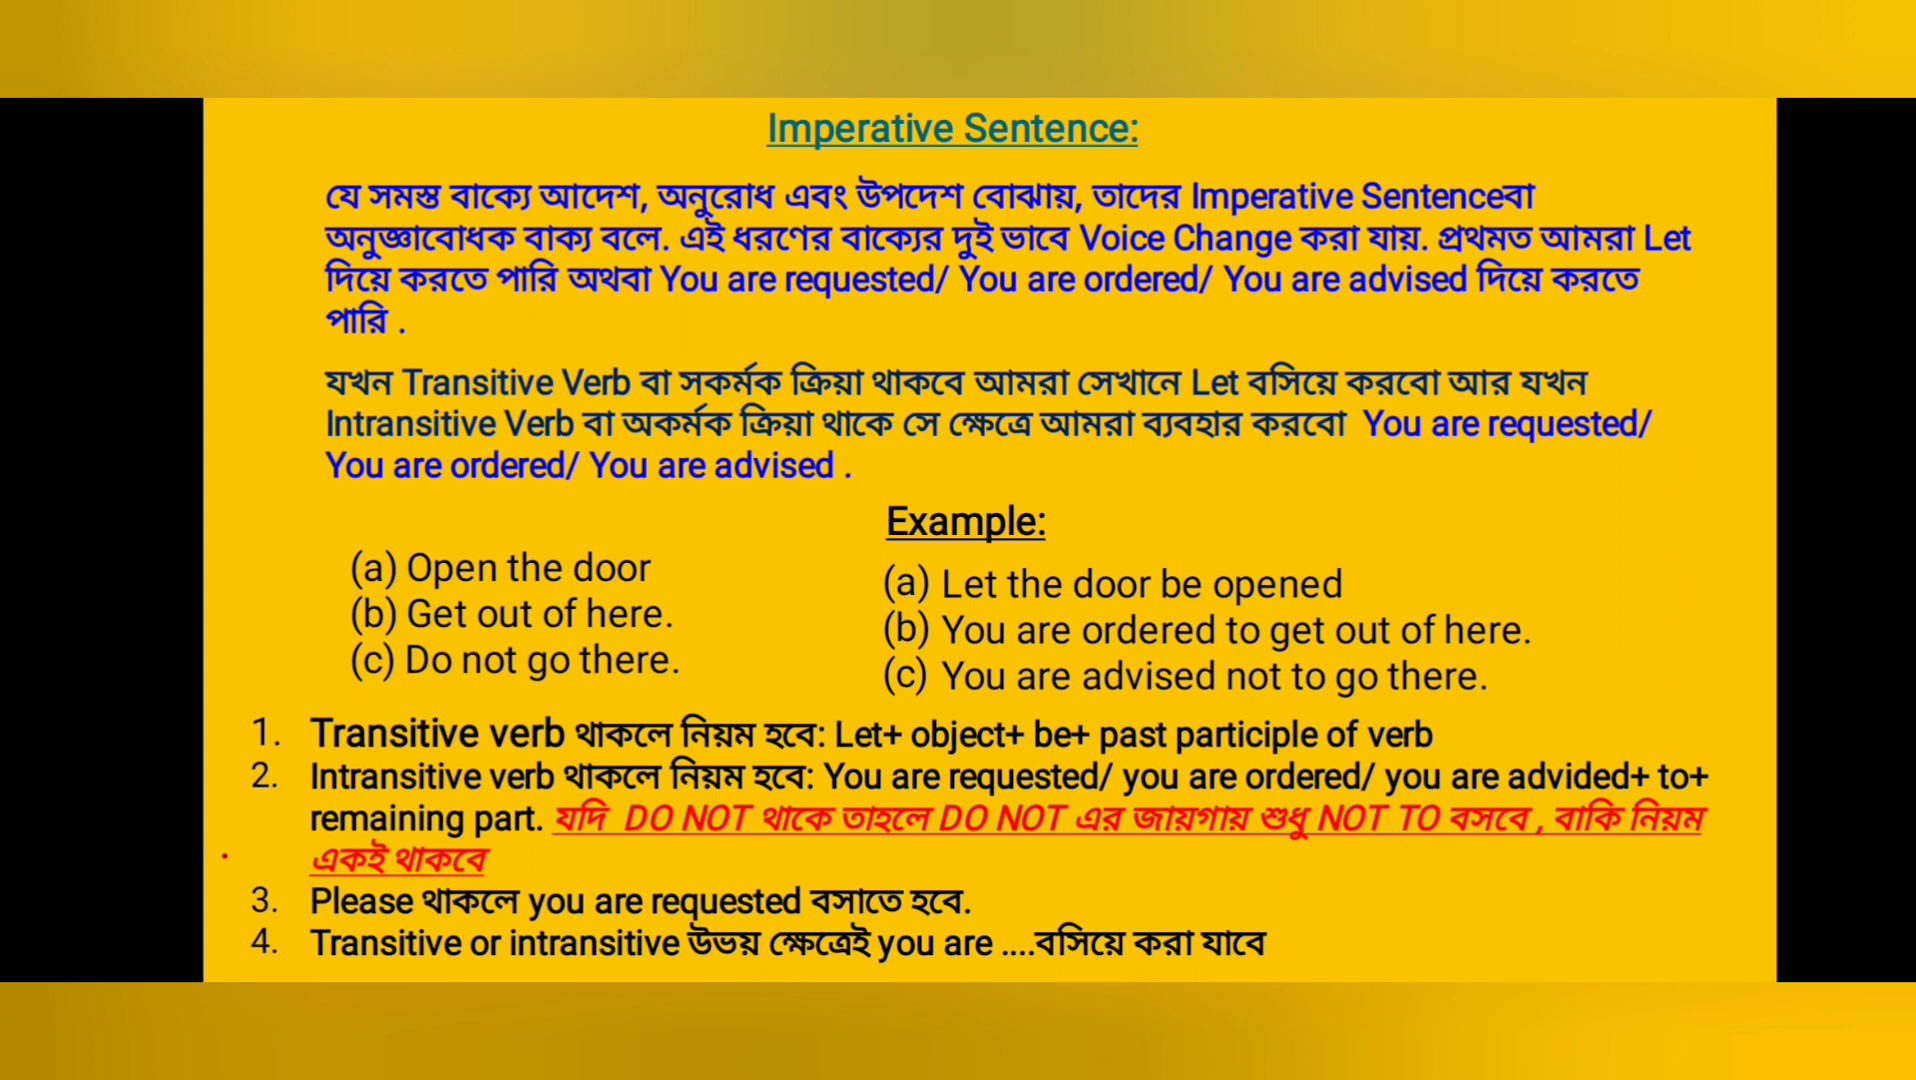 Imperative Sentence:
যে সমস্ত বাক্যে আদেশ, অনুরোধ এবং উপদেশ বোঝায়, তাদের Imperative Sentenceবা
অনুজ্ঞাবোধক বাক্য বলে. এই ধরণের বাক্যের দুই ভাবে Voice Change করা যায়. প্রথমত আমরা Let
দিয়ে করতে পারি অথবা You are requested/ You are ordered/ You are advised দিয়ে করতে
পারি .
যখন Transitive Verb বা সকর্মক ক্রিয়া থাকবে আমরা সেখানে Let বসিয়ে করবো আর যখন
Intransitive Verb বা অকর্মক ক্রিয়া থাকে সে ক্ষেত্রে আমরা ব্যবহার করবো You are requested/
You are ordered/ You are advised .
Example:
(a) Open the door
(b) Get out of here.
(c) Do not go there.
(a) Let the door be opened
(b) You are ordered to get out of here.
(c) You are advised not to go there.
1. Transitive verb থাকলে নিয়ম হবে: Let+ object+ be+ past participle of verb
2. Intransitive verb থাকলে নিয়ম হবে: You are requested/ you are ordered/ you are advided+ to+
remaining part. যদি DO NOT থাকে তাহলে DO NOT এর জায়গায় শুধু NOT TO বসবে , বাকি নিয়ম
একই থাকবে
3. Please থাকলে you are requested বসাতে হবে.
4. Transitive or intransitive উভয় ক্ষেত্রেই you are ....বসিয়ে করা যাবে